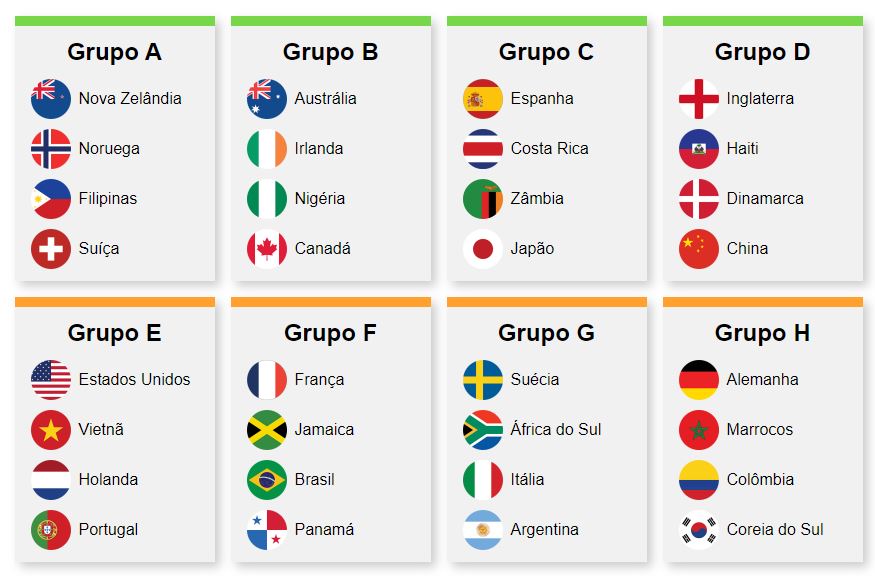 Grupo A
Nova Zelândia
Noruega
Filipinas
Suíça
Grupo B
Austrália
Irlanda
Nigéria
Canadá
Grupo C
Espanha
Costa Rica
Zâmbia
Japão
Grupo D
Inglaterra
Haiti
Dinamarca
China
Grupo E
Estados Unidos
Vietnã
Holanda
Portugal
Grupo F
França
Jamaica
Brasil
Panamá
Grupo G
Suécia
África do Sul
Itália
Argentina
Grupo H
Alemanha
Marrocos
Colômbia
Coreia do Sul